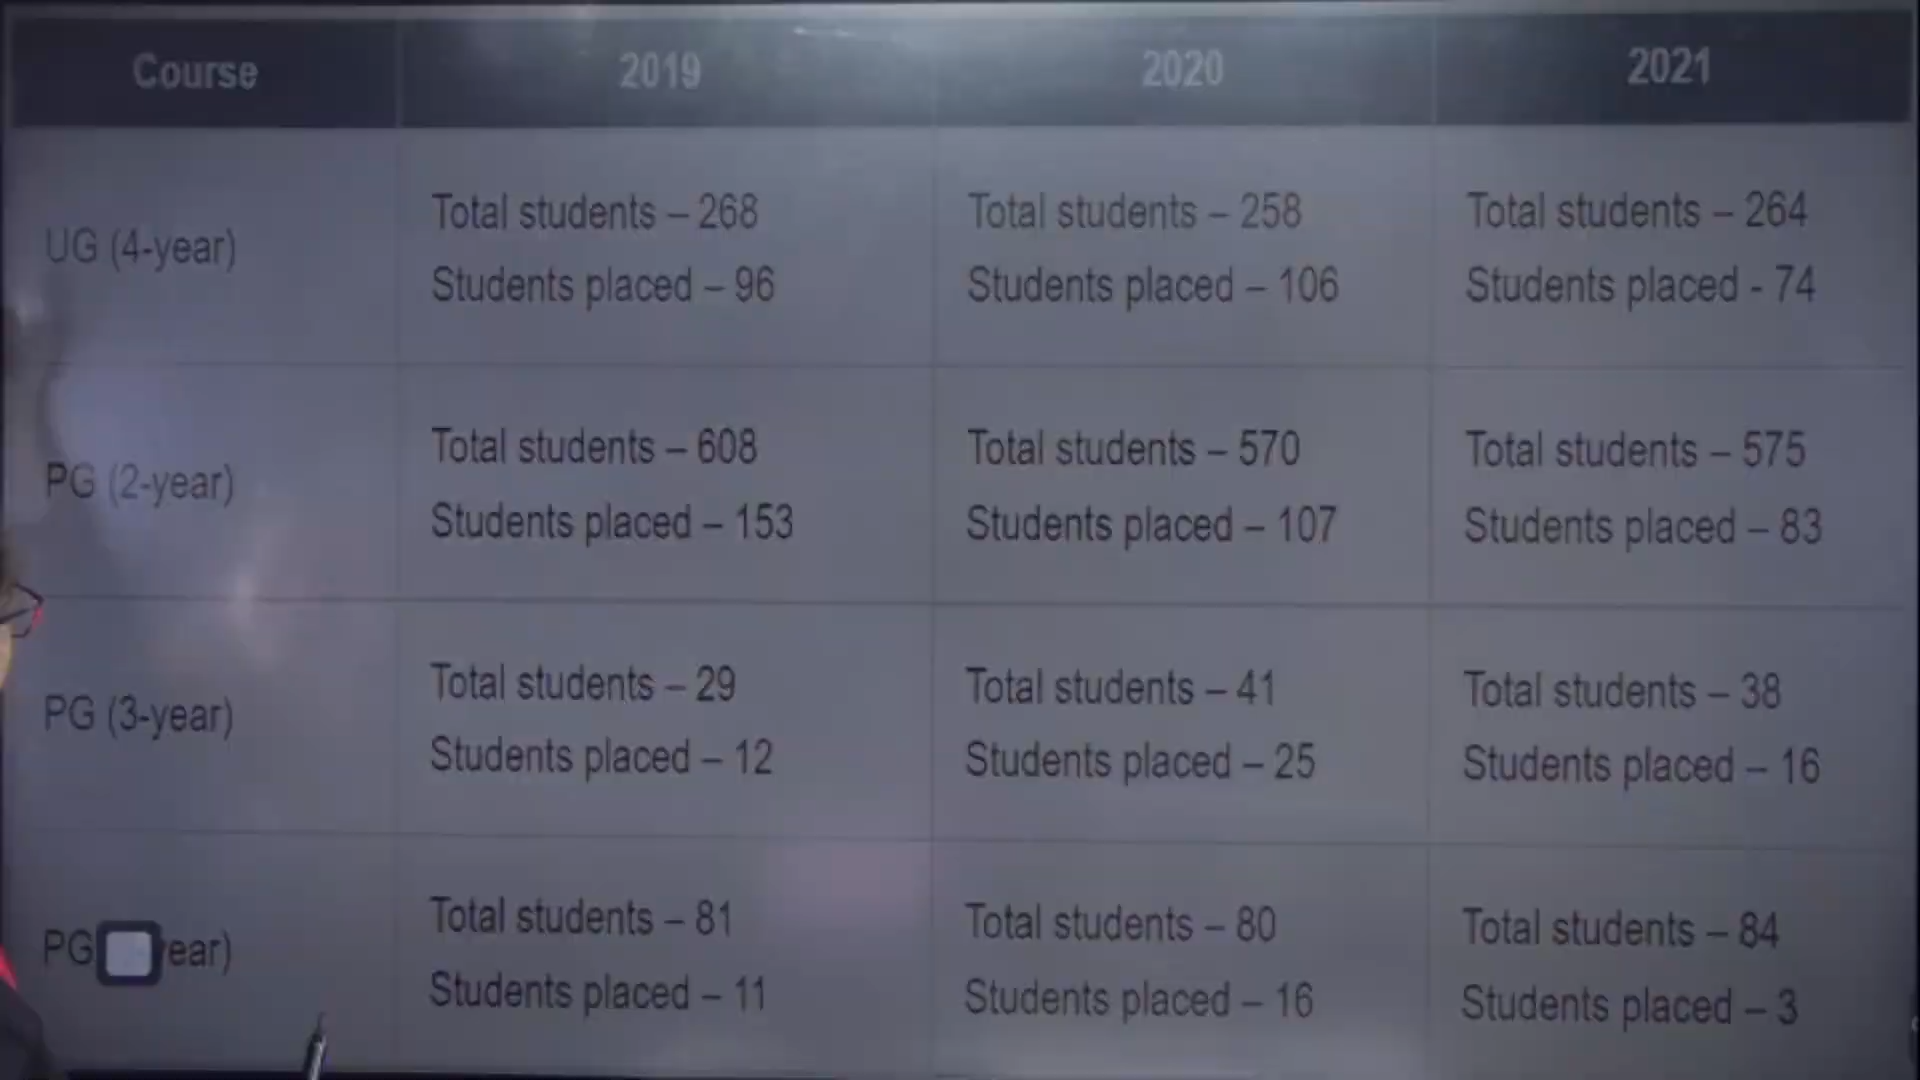 Course 2019 2020 2021
UG (4-year)
Total students – 268
Students placed – 96
Total students – 258
Students placed – 106
Total students – 264
Students placed - 74
PG (2-year)
Total students – 608
Students placed – 153
Total students – 570
Students placed – 107
Total students – 575
Students placed – 83
PG (3-year)
Total students – 29
Students placed – 12
Total students – 41
Students placed – 25
Total students – 38
Students placed – 16
PG ear)
Total students – 81
Students placed – 11
Total students – 80
Students placed – 16
Total students – 84
Students placed – 3